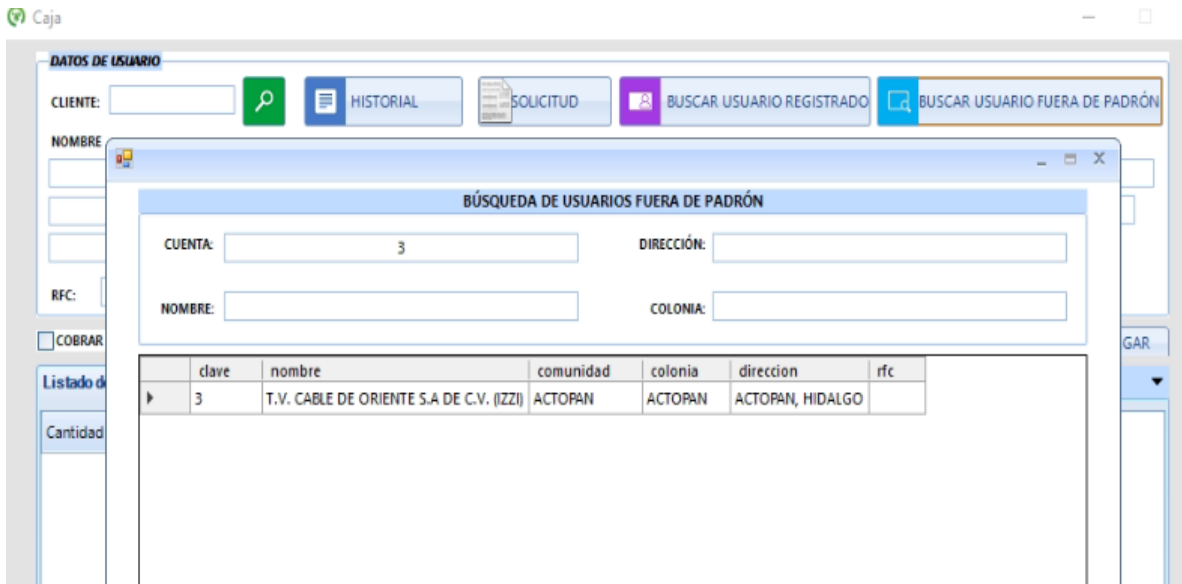 Caja
DATOS DE USUARIO
CLIENTE:
HISTORIAL
SOLICITUD
BUSCAR USUARIO REGISTRADO
BUSCAR USUARIO FUERA DE PADRÓN
NOMBRE
BÚSQUEDA DE USUARIOS FUERA DE PADRÓN
CUENTA: 3 DIRECCIÓN:
NOMBRE: COLONIA:
RFC:
COBRAR
GAR
Listado de
Cantidad
clave nombre comunidad colonia direccion rfc
3 T.V. CABLE DE ORIENTE S.A DE C.V. (IZZI) ACTOPAN ACTOPAN ACTOPAN, HIDALGO